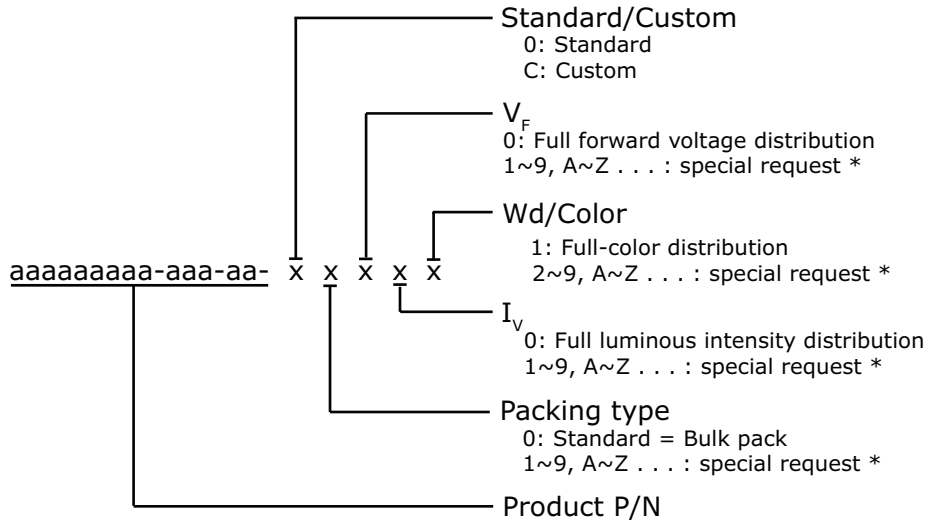 Standard/Custom
0: Standard
C: Custom
VF
0: Full forward voltage distribution
1~9, A~Z . . . : special request *
Wd/Color
1: Full-color distribution
2~9, A~Z . . . : special request *
aaaaaaaaa-aaa-aa- x x x x x
IV
0: Full luminous intensity distribution
1~9, A~Z . . . : special request *
Packing type
0: Standard = Bulk pack
1~9, A~Z . . . : special request *
Product P/N